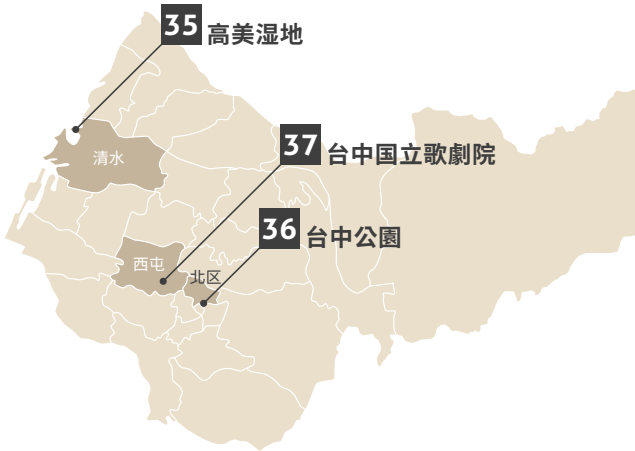 35 高美湿地
37 台中国立歌劇院
清水
36 台中公園
西屯
北区